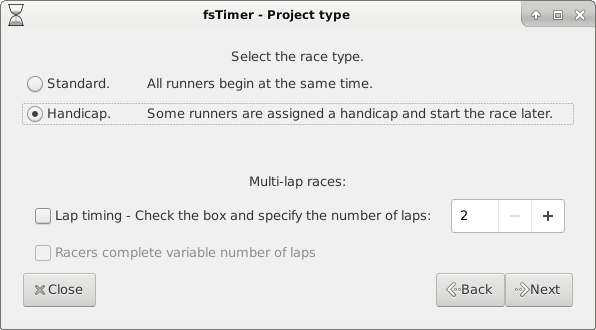 fsTimer - Project type
Select the race type.
Standard. All runners begin at the same time.
Handicap. Some runners are assigned a handicap and start the race later.
Multi-lap races:
Lap timing - Check the box and specify the number of laps: 2 − +
Racers complete variable number of laps
Close Back Next